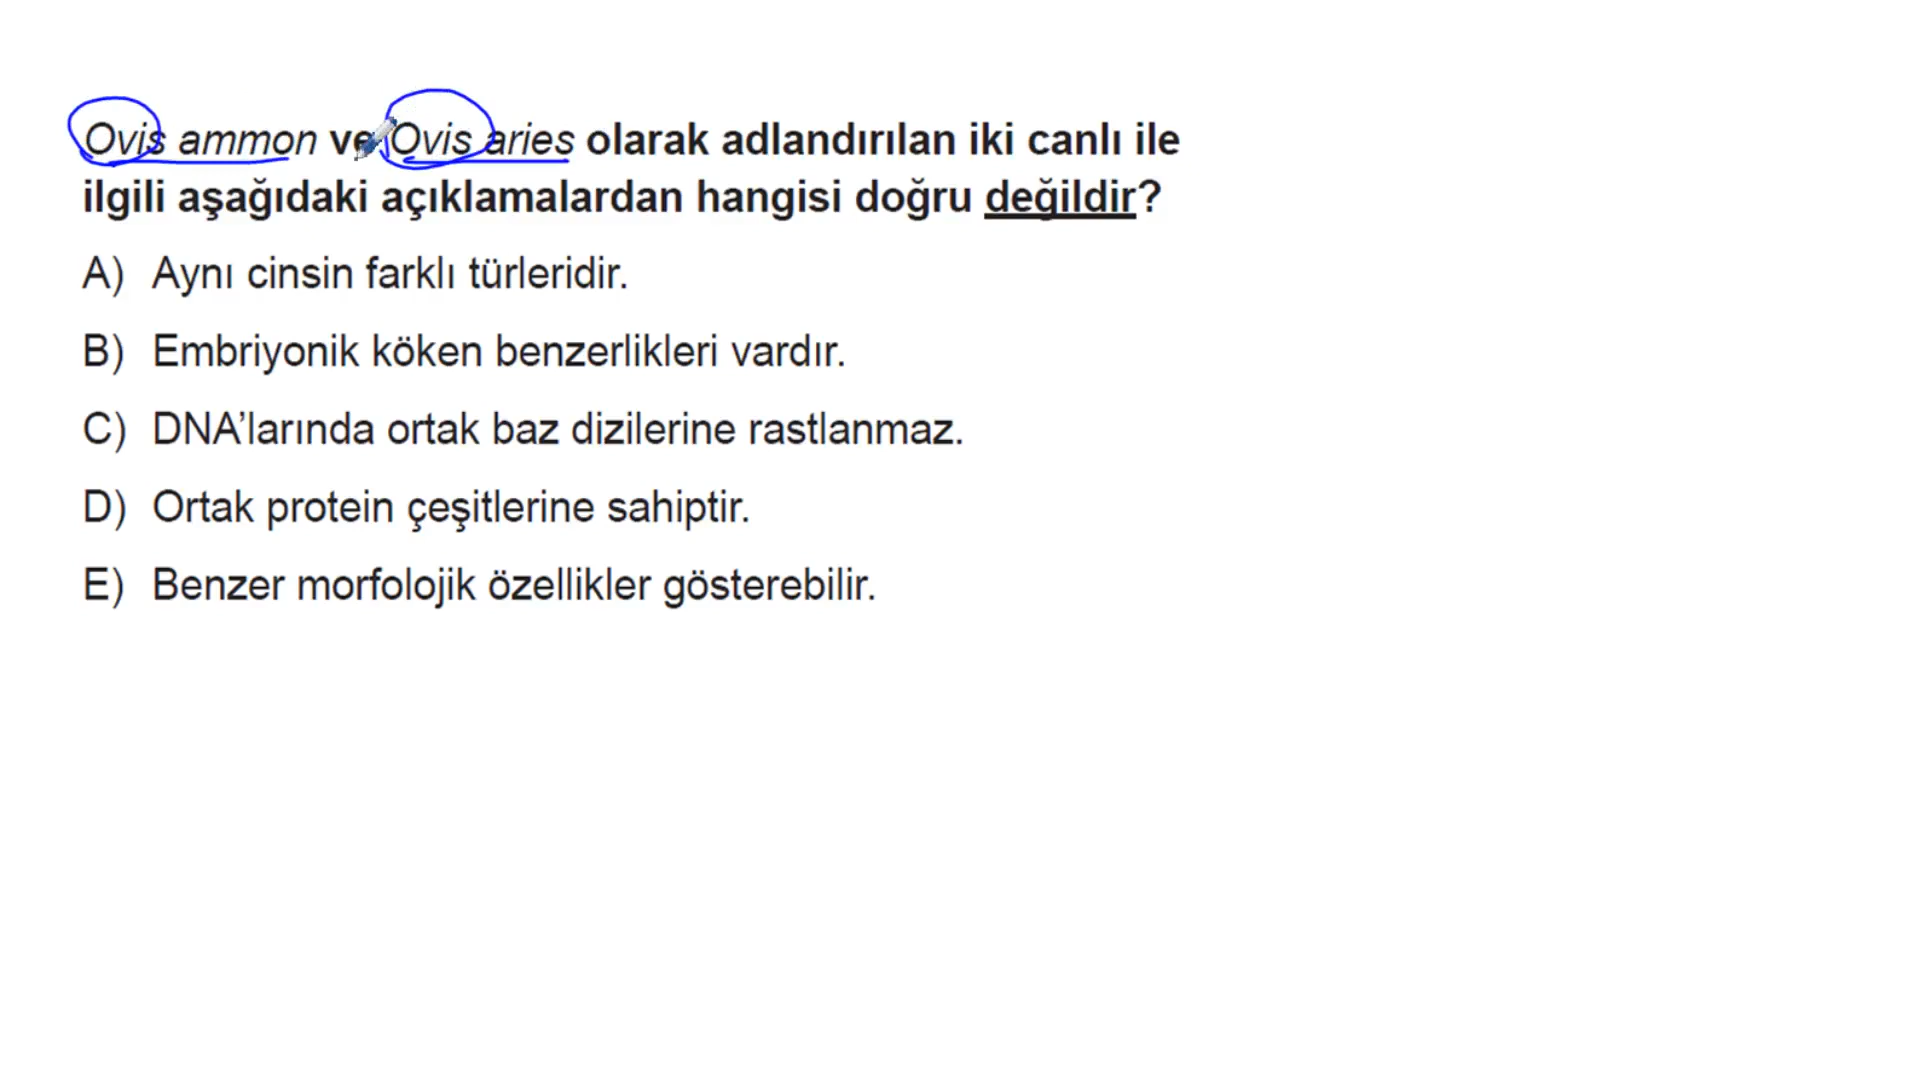 Ovis ammon ve Ovis aries olarak adlandırılan iki canlı ile
ilgili aşağıdaki açıklamalardan hangisi doğru değildir?
A) Aynı cinsin farklı türleridir.
B) Embriyonik köken benzerlikleri vardır.
C) DNA’larında ortak baz dizilerine rastlanmaz.
D) Ortak protein çeşitlerine sahiptir.
E) Benzer morfolojik özellikler gösterebilir.